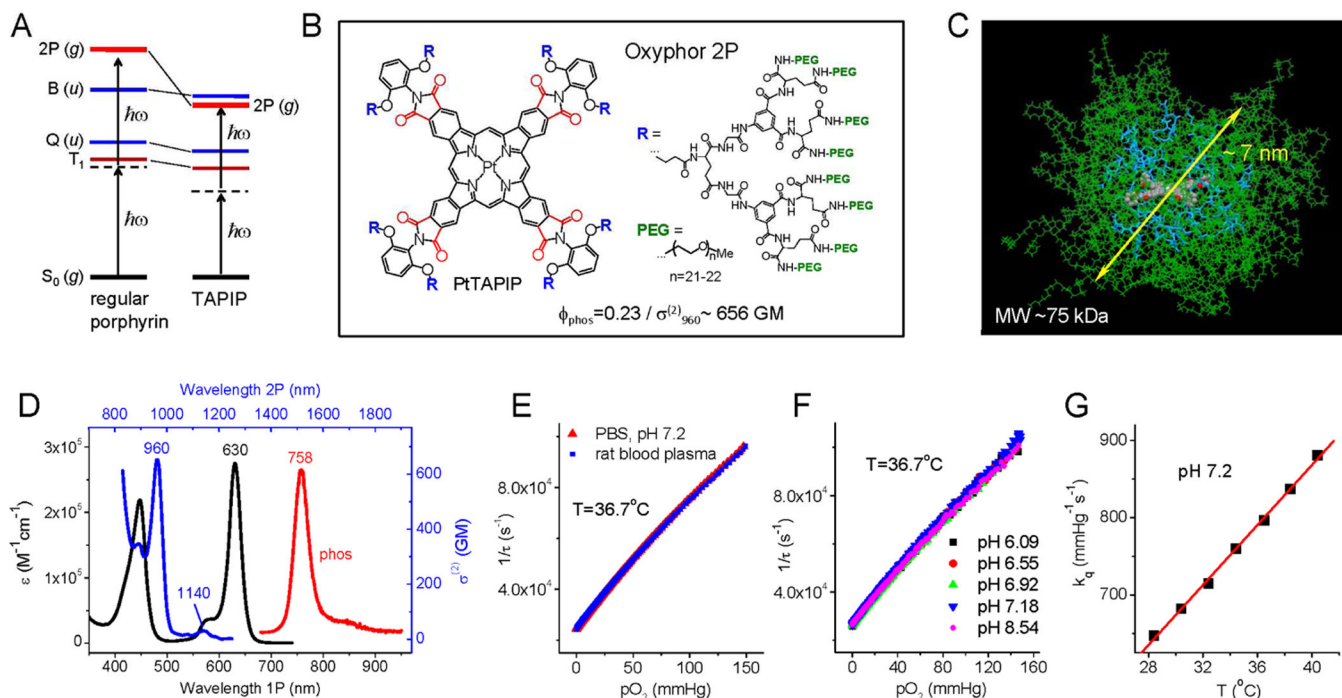 A
2P (g)
B (u)
Q (u)
T₁
S₀ (g)
ħω
ħω
2P (g)
ħω
ħω
regular
porphyrin
TAPIP
B
Oxyphor 2P
R
R
R
R
R
R
R
R
O
O
O
O
O
O
O
O
N
N
N
N
O
O
O
O
O
O
O
O
N
N
N
N
Pt
PtTAPIP
R =
NH-PEG
NH-PEG
NH-PEG
NH-PEG
NH-PEG
NH-PEG
NH-PEG
NH-PEG
PEG =
nMe
n=21-22
ϕphos=0.23 / σ⁽²⁾₉₆₀~ 656 GM
C
~ 7 nm
MW ~75 kDa
D
Wavelength 2P (nm)
800 1000 1200 1400 1600 1800
960
630
758
phos
1140
3x10⁵
2x10⁵
1x10⁵
0
ε (M⁻¹cm⁻¹)
600
400
200
0
σ⁽²⁾ (GM)
400 500 600 700 800 900
Wavelength 1P (nm)
E
PBS, pH 7.2
rat blood plasma
T=36.7°C
8.0x10⁴
4.0x10⁴
1/τ (s⁻¹)
0 50 100 150
pO₂ (mmHg)
F
T=36.7°C
8.0x10⁴
4.0x10⁴
1/τ (s⁻¹)
pH 6.09
pH 6.55
pH 6.92
pH 7.18
pH 8.54
0 40 80 120 160
pO₂ (mmHg)
G
pH 7.2
900
800
700
k_q (mmHg⁻¹s⁻¹)
28 32 36 40
T (°C)